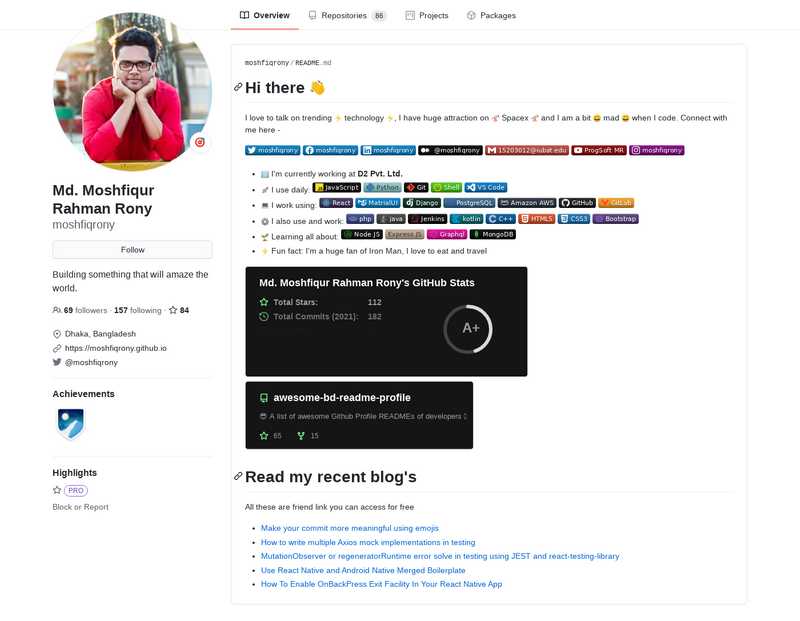 Overview Repositories 86 Projects Packages
Md. Moshfiqur
Rahman Rony
moshfiqrony
Follow
Building something that will amaze the
world.
69 followers · 157 following · 84
Dhaka, Bangladesh
https://moshfiqrony.github.io
@moshfiqrony
Achievements
Highlights
PRO
Block or Report
moshfiqrony/README.md
Hi there 👋
I love to talk on trending ⚡ technology ⚡, I have huge attraction on 🚀 Spacex 🚀 and I am a bit 😄 mad 😄 when I code. Connect with
me here -
moshfiqrony moshfiqrony moshfiqrony @moshfiqrony 15203012@iubat.edu ProgSoft MR moshfiqrony
I'm currently working at D2 Pvt. Ltd.
I use daily: JavaScript Python Git Shell VS Code
I work using: React MatrialUI Django PostgreSQL Amazon AWS GitHub GitLab
I also use and work: php java Jenkins kotlin C++ HTML5 CSS3 Bootstrap
Learning all about: Node JS Express JS Graphql MongoDB
⚡ Fun fact: I'm a huge fan of Iron Man, I love to eat and travel
Md. Moshfiqur Rahman Rony's GitHub Stats
Total Stars: 112
Total Commits (2021): 182
A+
awesome-bd-readme-profile
😎 A list of awesome Github Profile READMEs of developers
65 15
Read my recent blog's
All these are friend link you can access for free
Make your commit more meaningful using emojis
How to write multiple Axios mock implementations in testing
MutationObserver or regeneratorRuntime error solve in testing using JEST and react-testing-library
Use React Native and Android Native Merged Boilerplate
How To Enable OnBackPress Exit Facility In Your React Native App